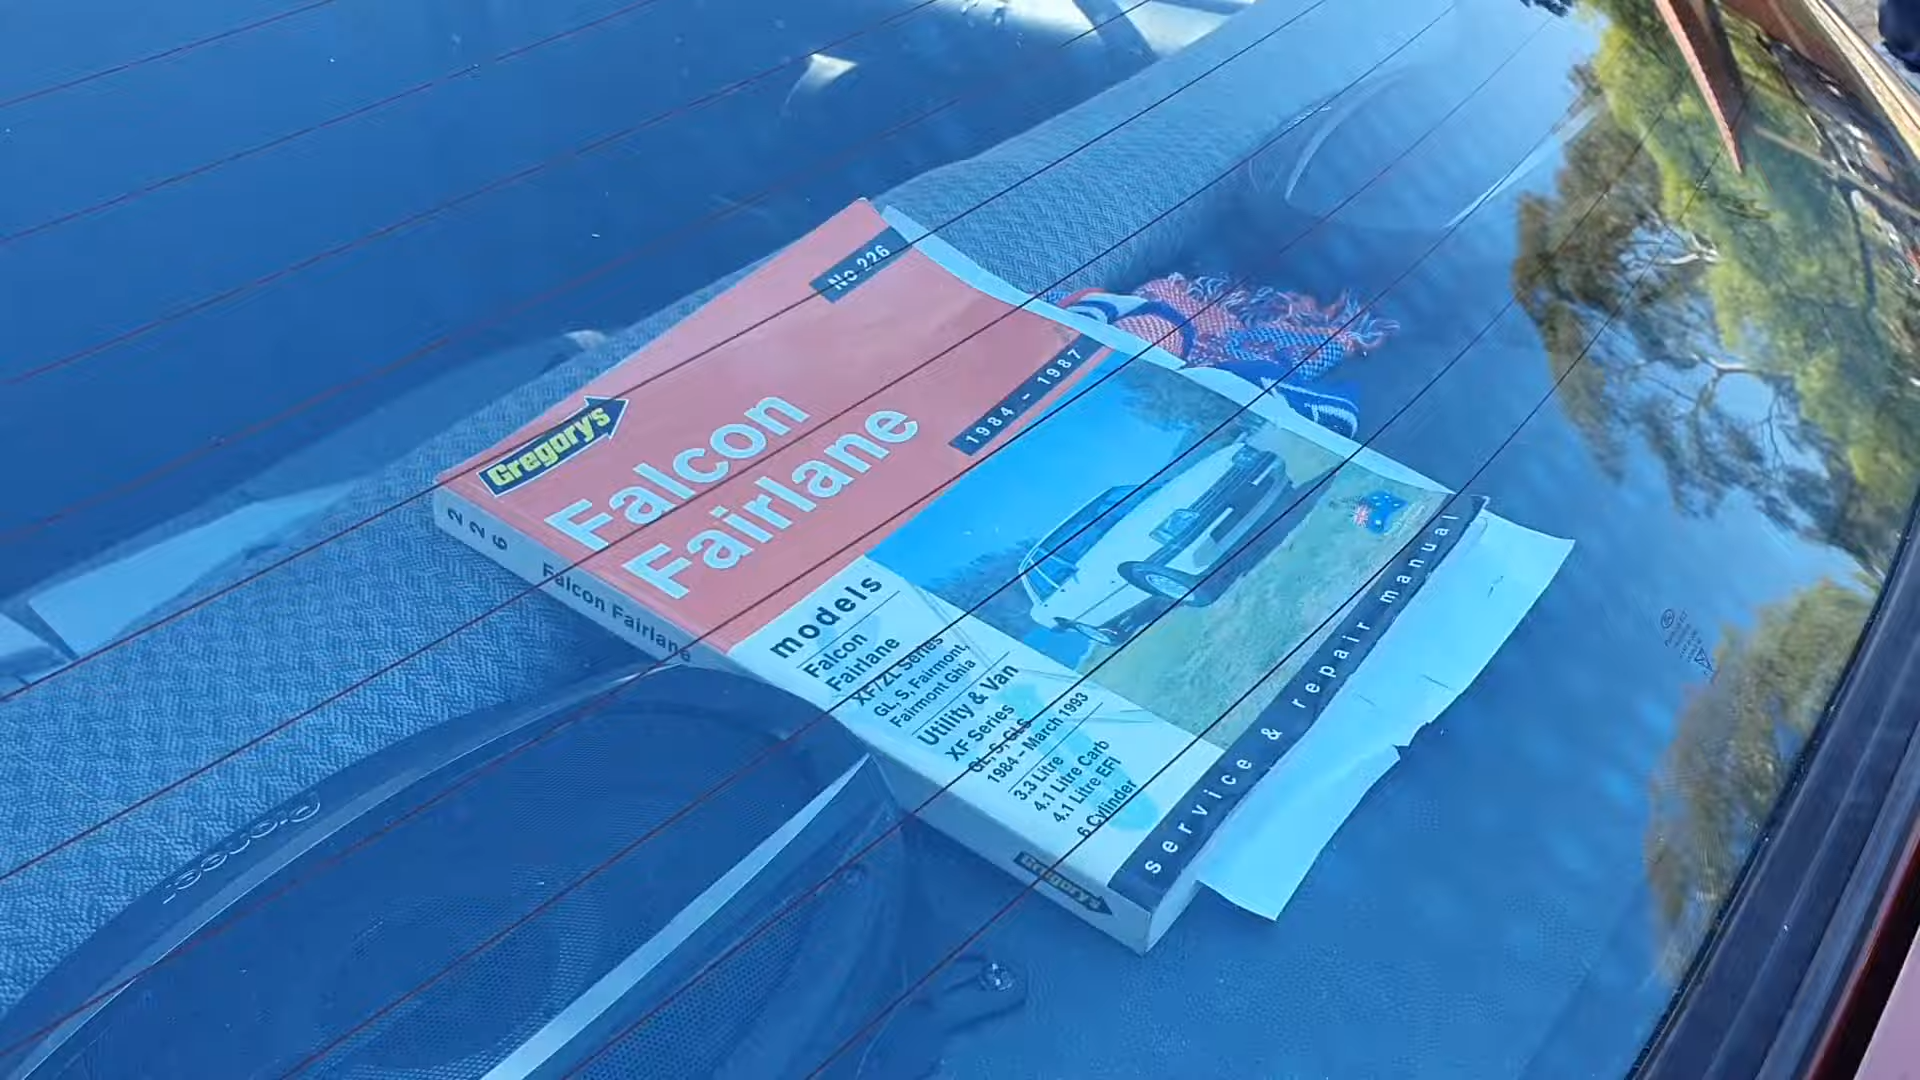 No 226
Gregory's
Falcon
Fairlane
1984 - 1987
models
Falcon
Fairlane
XF/ZL Series
GL, S, Fairmont,
Fairmont Ghia
Utility & Van
XF Series
GL, S, GLS
1984 - March 1993
3.3 Litre
4.1 Litre Carb
4.1 Litre EFI
6 Cylinder
service & repair manual
226
Falcon Fairlane
Gregory's
pioneer